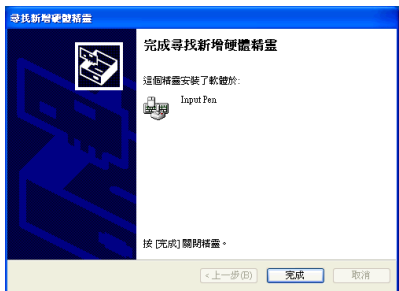 尋找新增硬體精靈
完成尋找新增硬體精靈
這個精靈安裝了軟體於:
Input Pen
按 [完成] 關閉精靈。
<上一步(B)
完成
取消